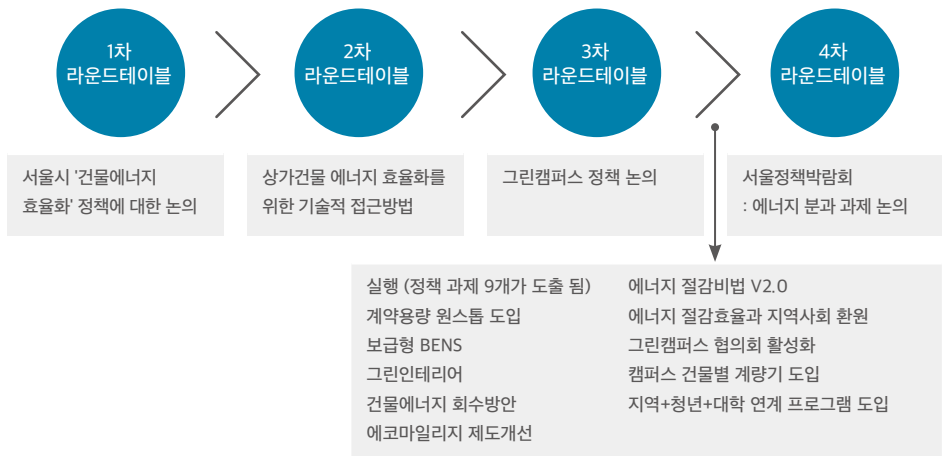 1차
라운드테이블
2차
라운드테이블
3차
라운드테이블
4차
라운드테이블
서울시 '건물에너지
효율화' 정책에 대한 논의
상가건물 에너지 효율화를
위한 기술적 접근방법
그린캠퍼스 정책 논의
서울정책박람회
: 에너지 분과 과제 논의
실행 (정책 과제 9개가 도출 됨)
계약용량 원스톱 도입
보급형 BENS
그린인테리어
건물에너지 회수방안
에코마일리지 제도개선
에너지 절감비법 V2.0
에너지 절감효율과 지역사회 환원
그린캠퍼스 협의회 활성화
캠퍼스 건물별 계량기 도입
지역+청년+대학 연계 프로그램 도입